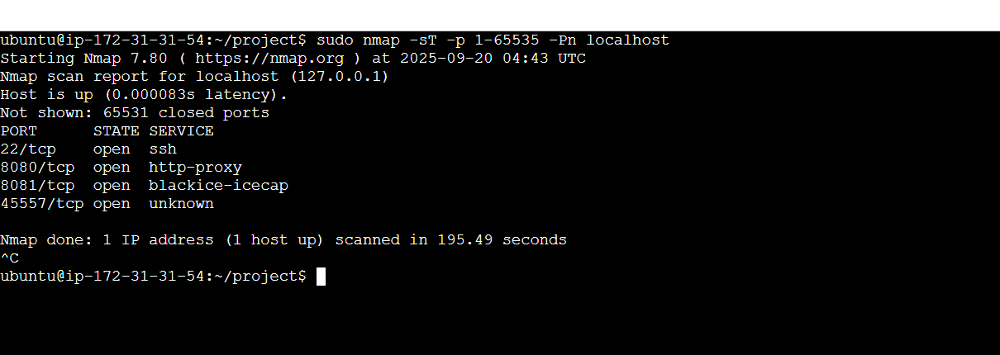 ubuntu@ip-172-31-31-54:~/project$ sudo nmap -sT -p 1-65535 -Pn localhost
Starting Nmap 7.80 ( https://nmap.org ) at 2025-09-20 04:43 UTC
Nmap scan report for localhost (127.0.0.1)
Host is up (0.000083s latency).
Not shown: 65531 closed ports
PORT      STATE SERVICE
22/tcp    open  ssh
8080/tcp  open  http-proxy
8081/tcp  open  blackice-icecap
45557/tcp open  unknown
Nmap done: 1 IP address (1 host up) scanned in 195.49 seconds
^C
ubuntu@ip-172-31-31-54:~/project$